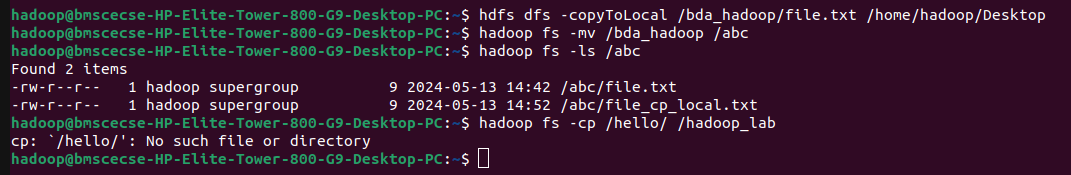 hadoop@bmscecse-HP-Elite-Tower-800-G9-Desktop-PC:~$ hdfs dfs -copyToLocal /bda_hadoop/file.txt /home/hadoop/Desktop
hadoop@bmscecse-HP-Elite-Tower-800-G9-Desktop-PC:~$ hadoop fs -mv /bda_hadoop /abc
hadoop@bmscecse-HP-Elite-Tower-800-G9-Desktop-PC:~$ hadoop fs -ls /abc
Found 2 items
-rw-r--r--   1 hadoop supergroup          9 2024-05-13 14:42 /abc/file.txt
-rw-r--r--   1 hadoop supergroup          9 2024-05-13 14:52 /abc/file_cp_local.txt
hadoop@bmscecse-HP-Elite-Tower-800-G9-Desktop-PC:~$ hadoop fs -cp /hello/ /hadoop_lab
cp: `/hello/': No such file or directory
hadoop@bmscecse-HP-Elite-Tower-800-G9-Desktop-PC:~$